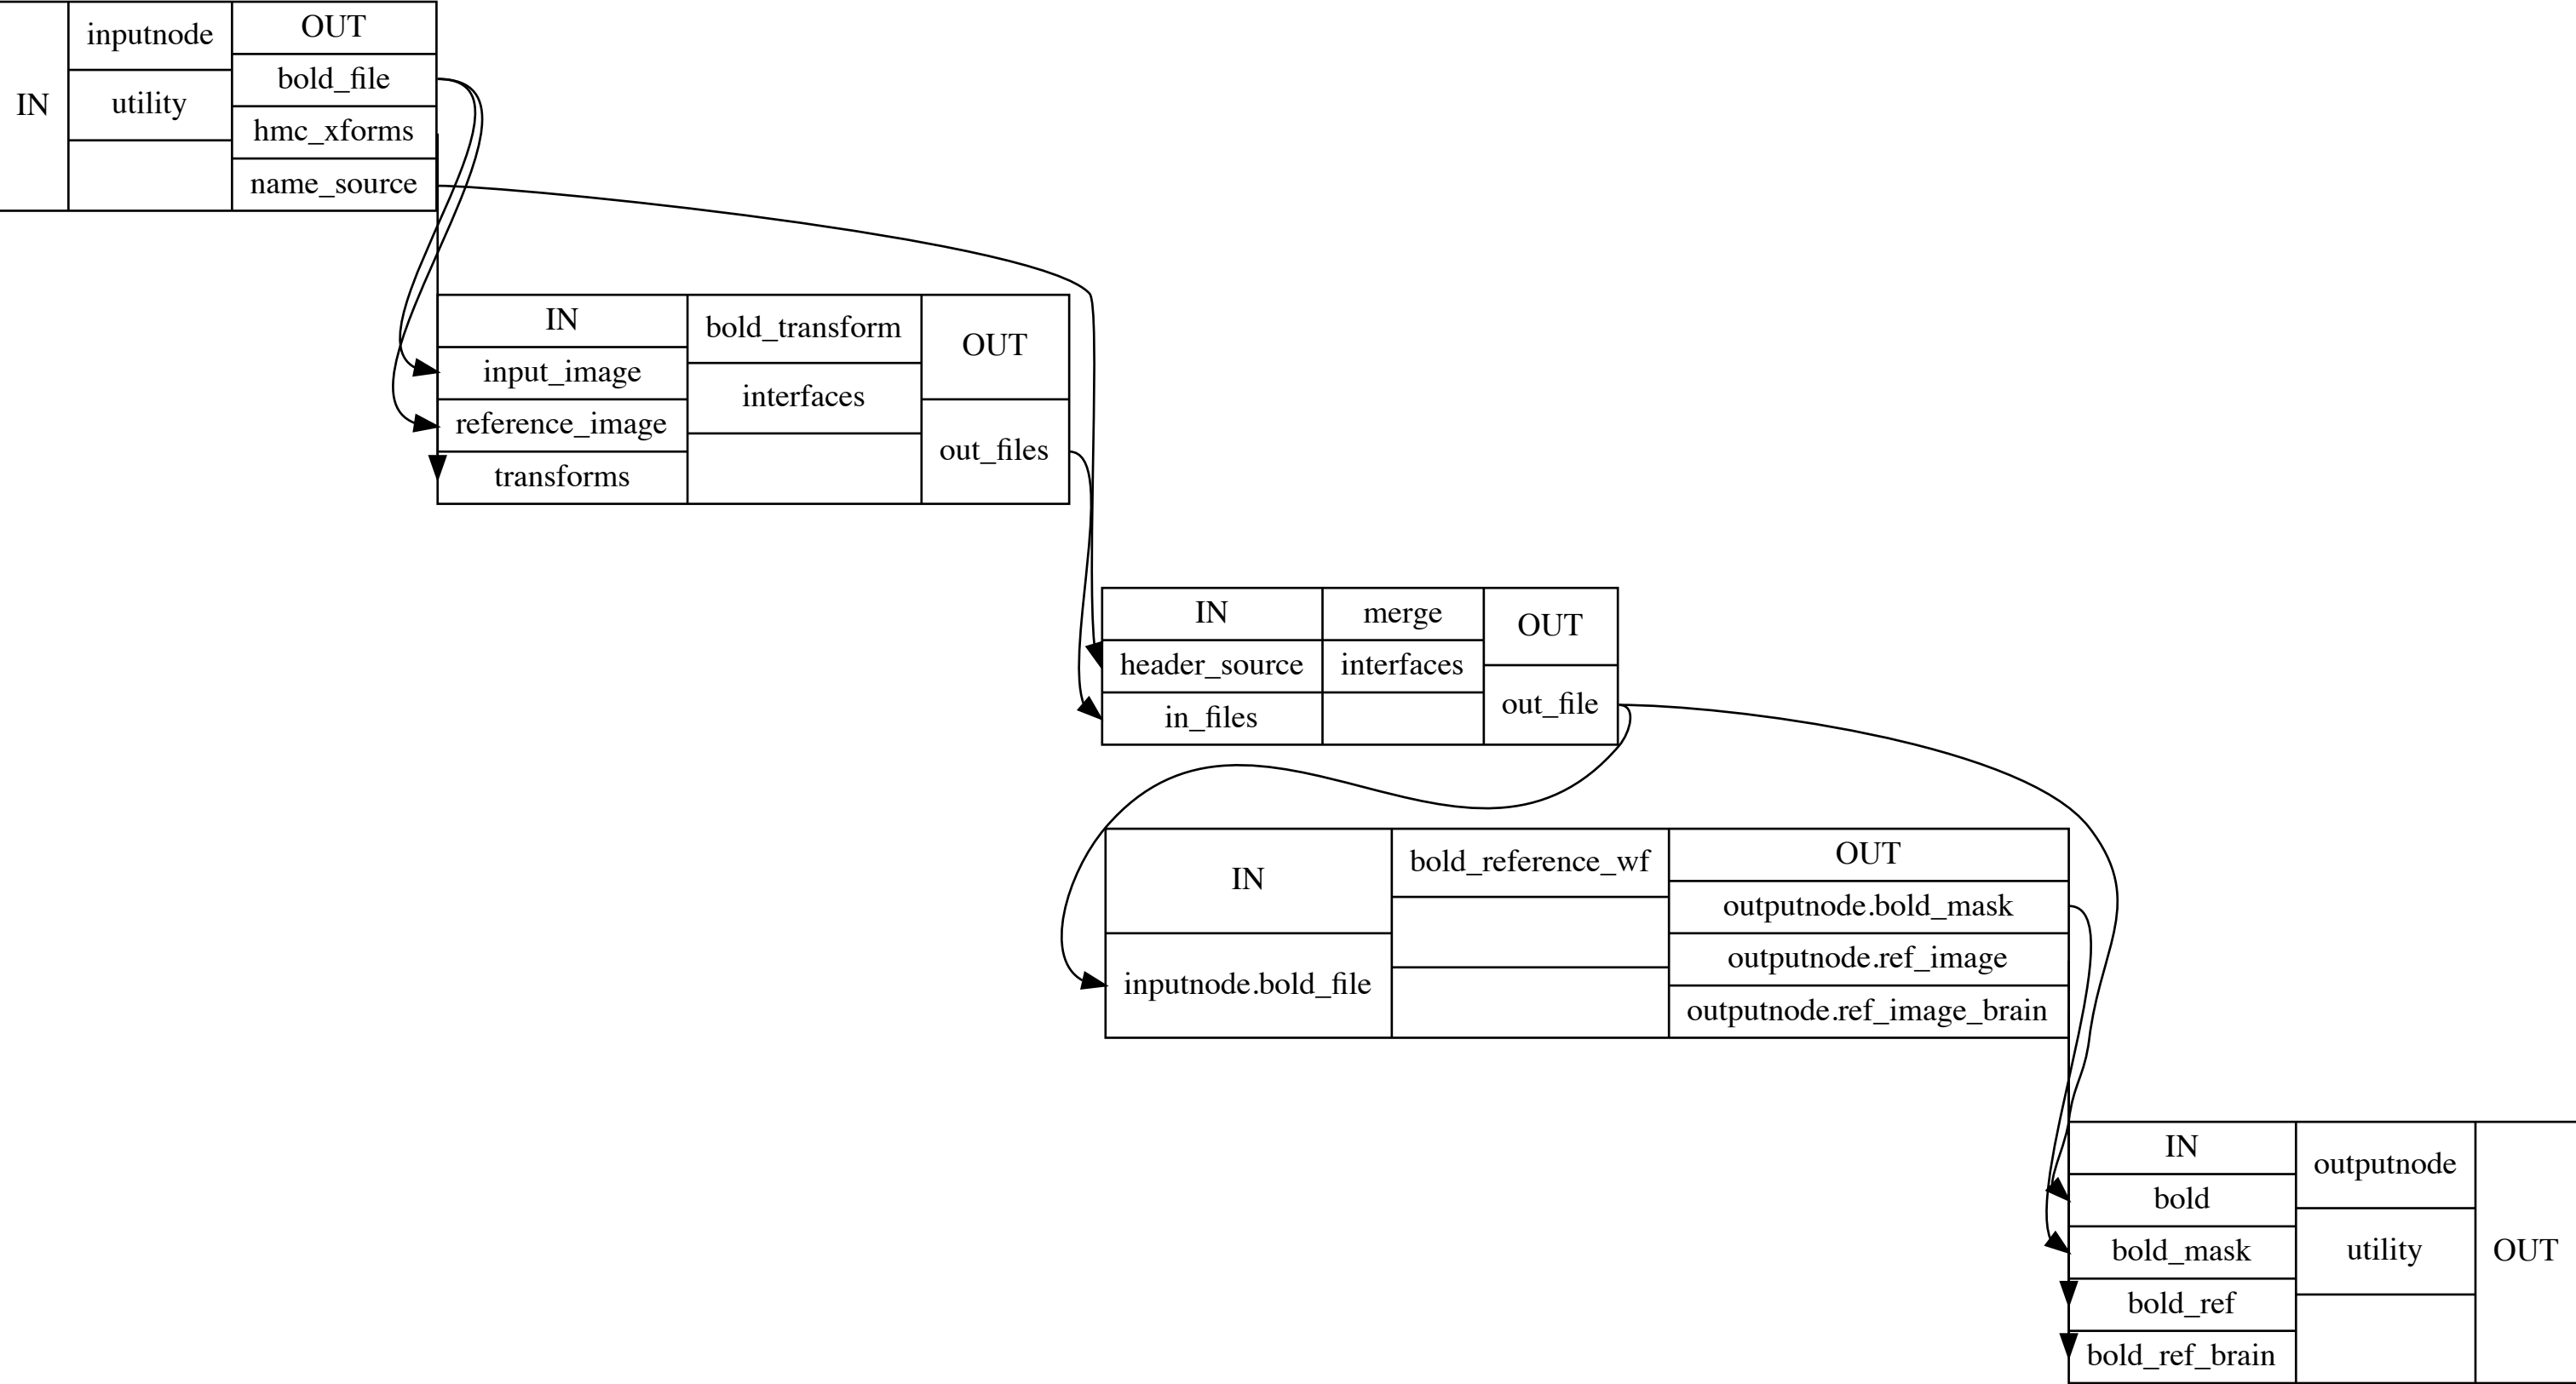 IN
inputnode
utility
OUT
bold_file
hmc_xforms
name_source
IN
input_image
reference_image
transforms
bold_transform
interfaces
OUT
out_files
IN
header_source
in_files
merge
interfaces
OUT
out_file
IN
inputnode.bold_file
bold_reference_wf
OUT
outputnode.bold_mask
outputnode.ref_image
outputnode.ref_image_brain
IN
bold
bold_mask
bold_ref
bold_ref_brain
outputnode
utility
OUT